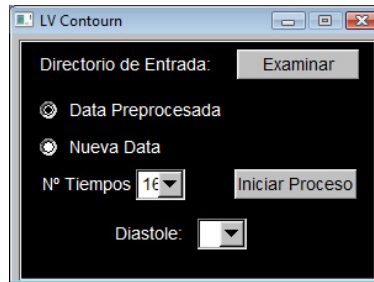 LV Contourn
Directorio de Entrada: Examinar
Data Preprocesada
Nueva Data
Nº Tiempos 16 Iniciar Proceso
Diastole: